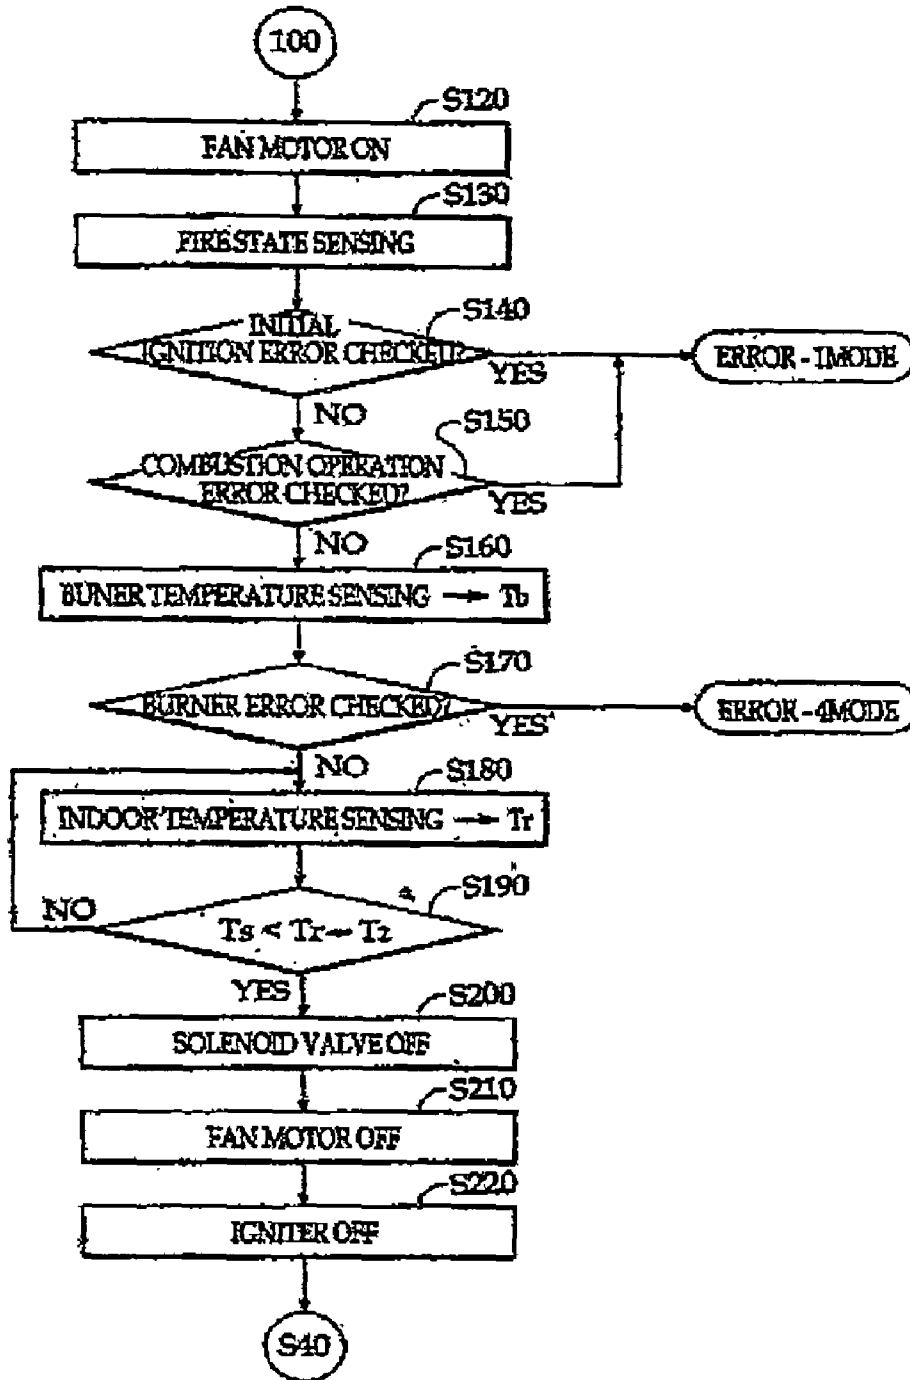 100
S120
FAN MOTOR ON
S130
FIRE STATE SENSING
S140
INITIAL
IGNITION ERROR CHECKED?
YES
ERROR - 1MODE
NO
S150
COMBUSTION OPERATION
ERROR CHECKED?
YES
NO
S160
BUNER TEMPERATURE SENSING → Tb
S170
BURNER ERROR CHECKED?
YES
ERROR - 4MODE
NO
S180
INDOOR TEMPERATURE SENSING → Tr
S190
NO
Ts < Tr - T2
YES
S200
SOLENOID VALVE OFF
S210
FAN MOTOR OFF
S220
IGNITER OFF
S40